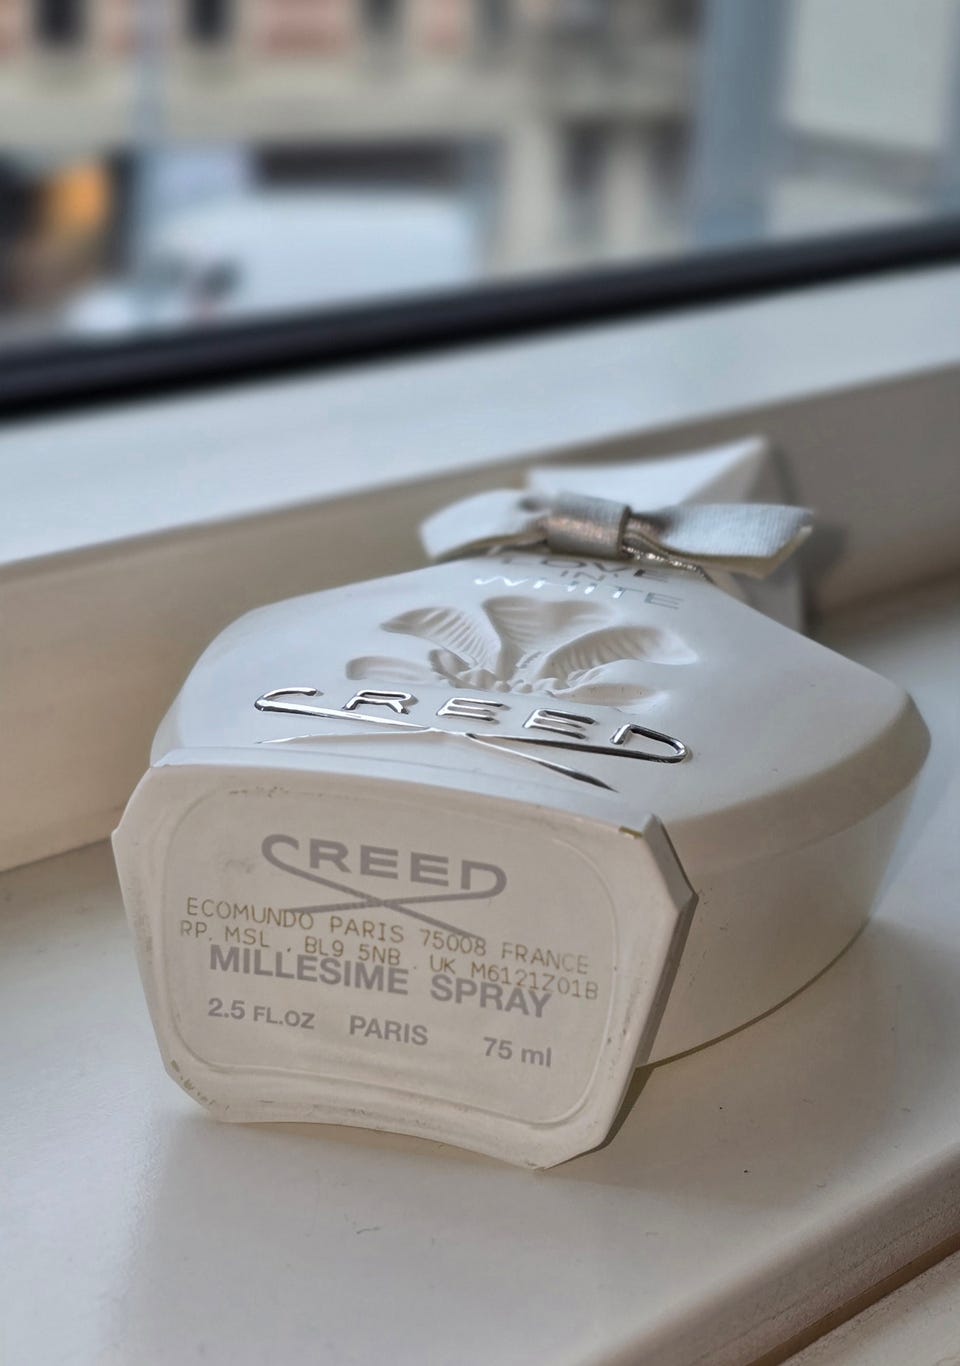 LOVE
IN
WHITE
CREED
CREED
ECOMUNDO PARIS 75008 FRANCE
RP. MSL . BL9 5NB . UK M6121Z01B
MILLESIME SPRAY
2.5 FL.OZ PARIS 75 ml